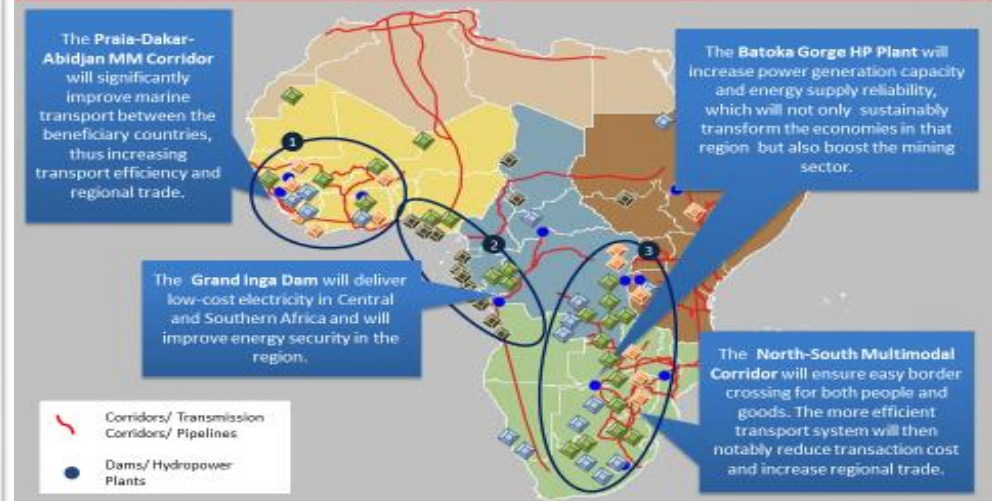 The Praia-Dakar-
Abidjan MM Corridor
will significantly
improve marine
transport between the
beneficiary countries,
thus increasing
transport efficiency and
regional trade.
The Batoka Gorge HP Plant will
increase power generation capacity
and energy supply reliability,
which will not only sustainably
transform the economies in that
region but also boost the mining
sector.
1
2
3
The Grand Inga Dam will deliver
low-cost electricity in Central
and Southern Africa and will
improve energy security in the
region.
The North-South Multimodal
Corridor will ensure easy border
crossing for both people and
goods. The more efficient
transport system will then
notably reduce transaction cost
and increase regional trade.
Corridors/ Transmission
Corridors/ Pipelines
Dams/ Hydropower
Plants